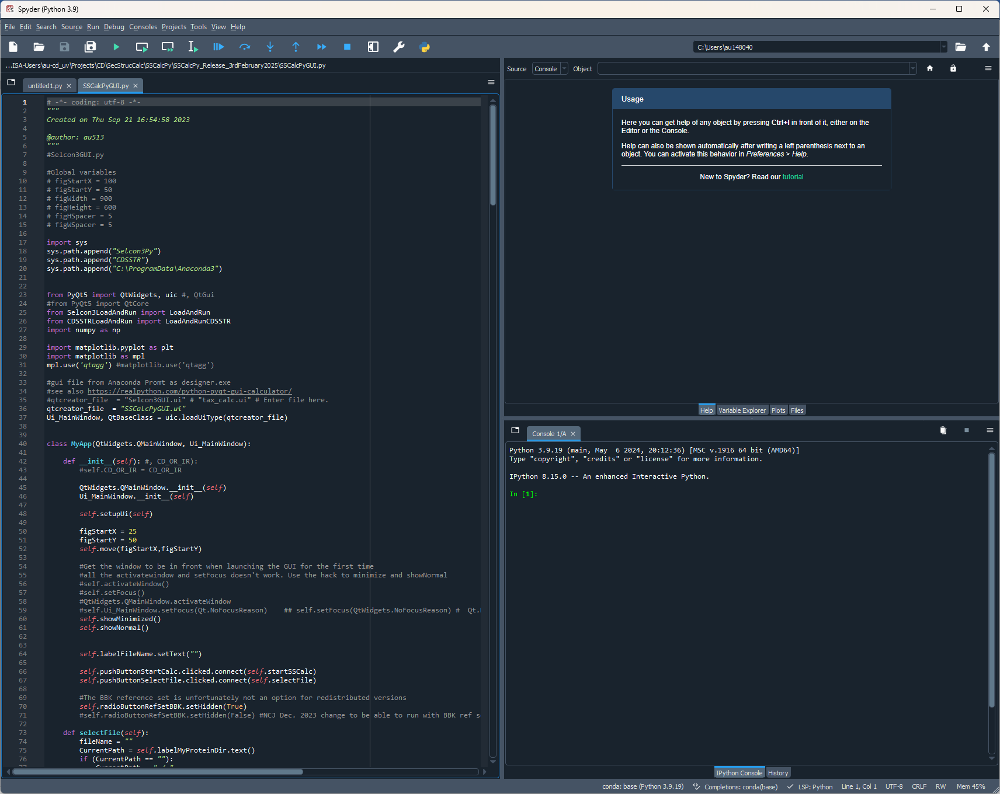 Spyder (Python 3.9)
File Edit Search Source Run Debug Consoles Projects Tools View Help
C:\Users\au148040
...ISA-Users\au-cd_uv\Projects\CD\SecStrucCalc\SSCalcPy\SSCalcPy_Release_3rdFebruary2025\SSCalcPyGUI.py
untitled1.py SSCalcPyGUI.py
1 # -*- coding: utf-8 -*-
2 """
3 Created on Thu Sep 21 16:54:58 2023
4
5 @author: au513
6 """
7 #Selcon3GUI.py
8
9 #Global variables
10 # figStartX = 100
11 # figStartY = 50
12 # figWidth = 900
13 # figHeight = 600
14 # figHSpacer = 5
15 # figWSpacer = 5
16
17 import sys
18 sys.path.append("Selcon3Py")
19 sys.path.append("CDSSTR")
20 sys.path.append("C:\ProgramData\Anaconda3")
21
22
23 from PyQt5 import QtWidgets, uic #, QtGui
24 #from PyQt5 import QtCore
25 from Selcon3LoadAndRun import LoadAndRun
26 from CDSSTRLoadAndRun import LoadAndRunCDSSTR
27 import numpy as np
28
29 import matplotlib.pyplot as plt
30 import matplotlib as mpl
31 mpl.use('qtagg') #matplotlib.use('qtagg')
32
33 #gui file from Anaconda Promt as designer.exe
34 #see also https://realpython.com/python-pyqt-gui-calculator/
35 #qtcreator_file  = "Selcon3GUI.ui" # "tax_calc.ui" # Enter file here.
36 qtcreator_file  = "SSCalcPyGUI.ui"
37 Ui_MainWindow, QtBaseClass = uic.loadUiType(qtcreator_file)
38
39
40 class MyApp(QtWidgets.QMainWindow, Ui_MainWindow):
41
42     def __init__(self): #, CD_OR_IR):
43         #self.CD_OR_IR = CD_OR_IR
44
45         QtWidgets.QMainWindow.__init__(self)
46         Ui_MainWindow.__init__(self)
47
48         self.setupUi(self)
49
50         figStartX = 25
51         figStartY = 50
52         self.move(figStartX,figStartY)
53
54         #Get the window to be in front when launching the GUI for the first time
55         #all the activatewindow and setFocus doesn't work. Use the hack to minimize and showNormal
56         #self.activateWindow()
57         #self.setFocus()
58         #QtWidgets.QMainWindow.activateWindow
59         #self.Ui_MainWindow.setFocus(Qt.NoFocusReason)    ## self.setFocus(QtWidgets.NoFocusReason) #  Qt.
60         self.showMinimized()
61         self.showNormal()
62
63
64         self.labelFileName.setText("")
65
66         self.pushButtonStartCalc.clicked.connect(self.startSSCalc)
67         self.pushButtonSelectFile.clicked.connect(self.selectFile)
68
69         #The BBK reference set is unfortunately not an option for redistributed versions
70         self.radioButtonRefSetBBK.setHidden(True)
71         #self.radioButtonRefSetBBK.setHidden(False) #NCJ Dec. 2023 change to be able to run with BBK ref s
72
73     def selectFile(self):
74         fileName = ""
75         CurrentPath = self.labelMyProteinDir.text()
76         if (CurrentPath == ""):
Source Console Object
Usage
Here you can get help of any object by pressing Ctrl+I in front of it, either on the
Editor or the Console.
Help can also be shown automatically after writing a left parenthesis next to an
object. You can activate this behavior in Preferences > Help.
New to Spyder? Read our tutorial
Help Variable Explorer Plots Files
Console 1/A
Python 3.9.19 (main, May  6 2024, 20:12:36) [MSC v.1916 64 bit (AMD64)]
Type "copyright", "credits" or "license" for more information.
IPython 8.15.0 -- An enhanced Interactive Python.
In [1]:
IPython Console History
conda: base (Python 3.9.19) Completions: conda(base) LSP: Python Line 1, Col 1 UTF-8 CRLF RW Mem 45%